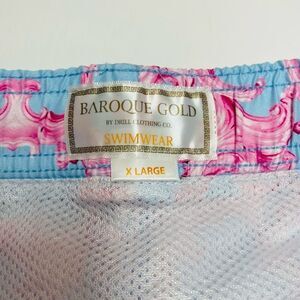 BAROQUE GOLD
BY DRILL CLOTHING CO.
SWIMWEAR
X LARGE